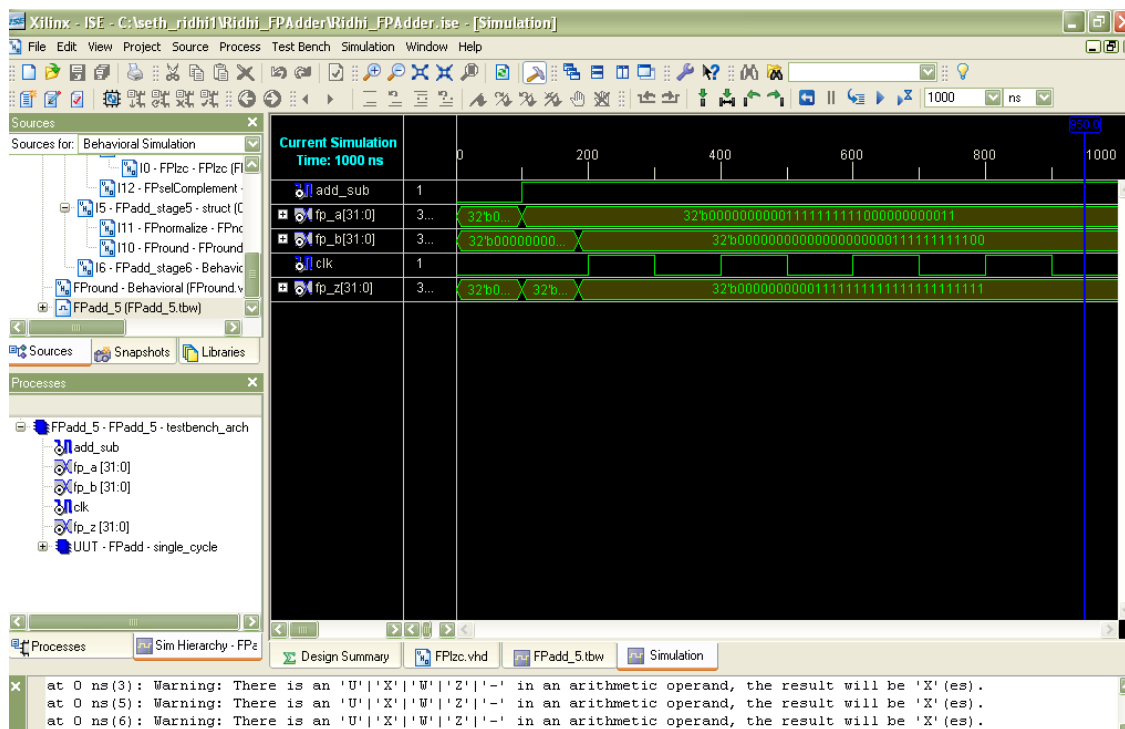 Xilinx - ISE - C:\seth_ridhi1\Ridhi_FPAdder\Ridhi_FPAdder.ise - [Simulation]
File Edit View Project Source Process Test Bench Simulation Window Help
1000 ns
Sources
Sources for: Behavioral Simulation
I0 - FPlzc - FPlzc (Fl
I12 - FPselComplement -
I5 - FPadd_stage5 - struct (C
I11 - FPnormalize - FPnc
I10 - FPround - FPround
I6 - FPadd_stage6 - Behavic
FPround - Behavioral (FPround.v
FPadd_5 (FPadd_5.tbw)
Sources Snapshots Libraries
Processes
FPadd_5 - FPadd_5 - testbench_arch
add_sub
fp_a [31:0]
fp_b [31:0]
clk
fp_z [31:0]
UUT - FPadd - single_cycle
Processes Sim Hierarchy - FPa
950.0
Current Simulation
Time: 1000 ns
0 200 400 600 800 1000
add_sub 1
fp_a[31:0] 3... 32'b0... 32'b00000000001111111111000000000011
fp_b[31:0] 3... 32'b00000000... 32'b00000000000000000000111111111100
clk 1
fp_z[31:0] 3... 32'b0... 32'b... 32'b00000000001111111111111111111111
Design Summary FPlzc.vhd FPadd_5.tbw Simulation
at 0 ns(3): Warning: There is an 'U'|'X'|'W'|'Z'|'-' in an arithmetic operand, the result will be 'X'(es).
at 0 ns(5): Warning: There is an 'U'|'X'|'W'|'Z'|'-' in an arithmetic operand, the result will be 'X'(es).
at 0 ns(6): Warning: There is an 'U'|'X'|'W'|'Z'|'-' in an arithmetic operand, the result will be 'X'(es).